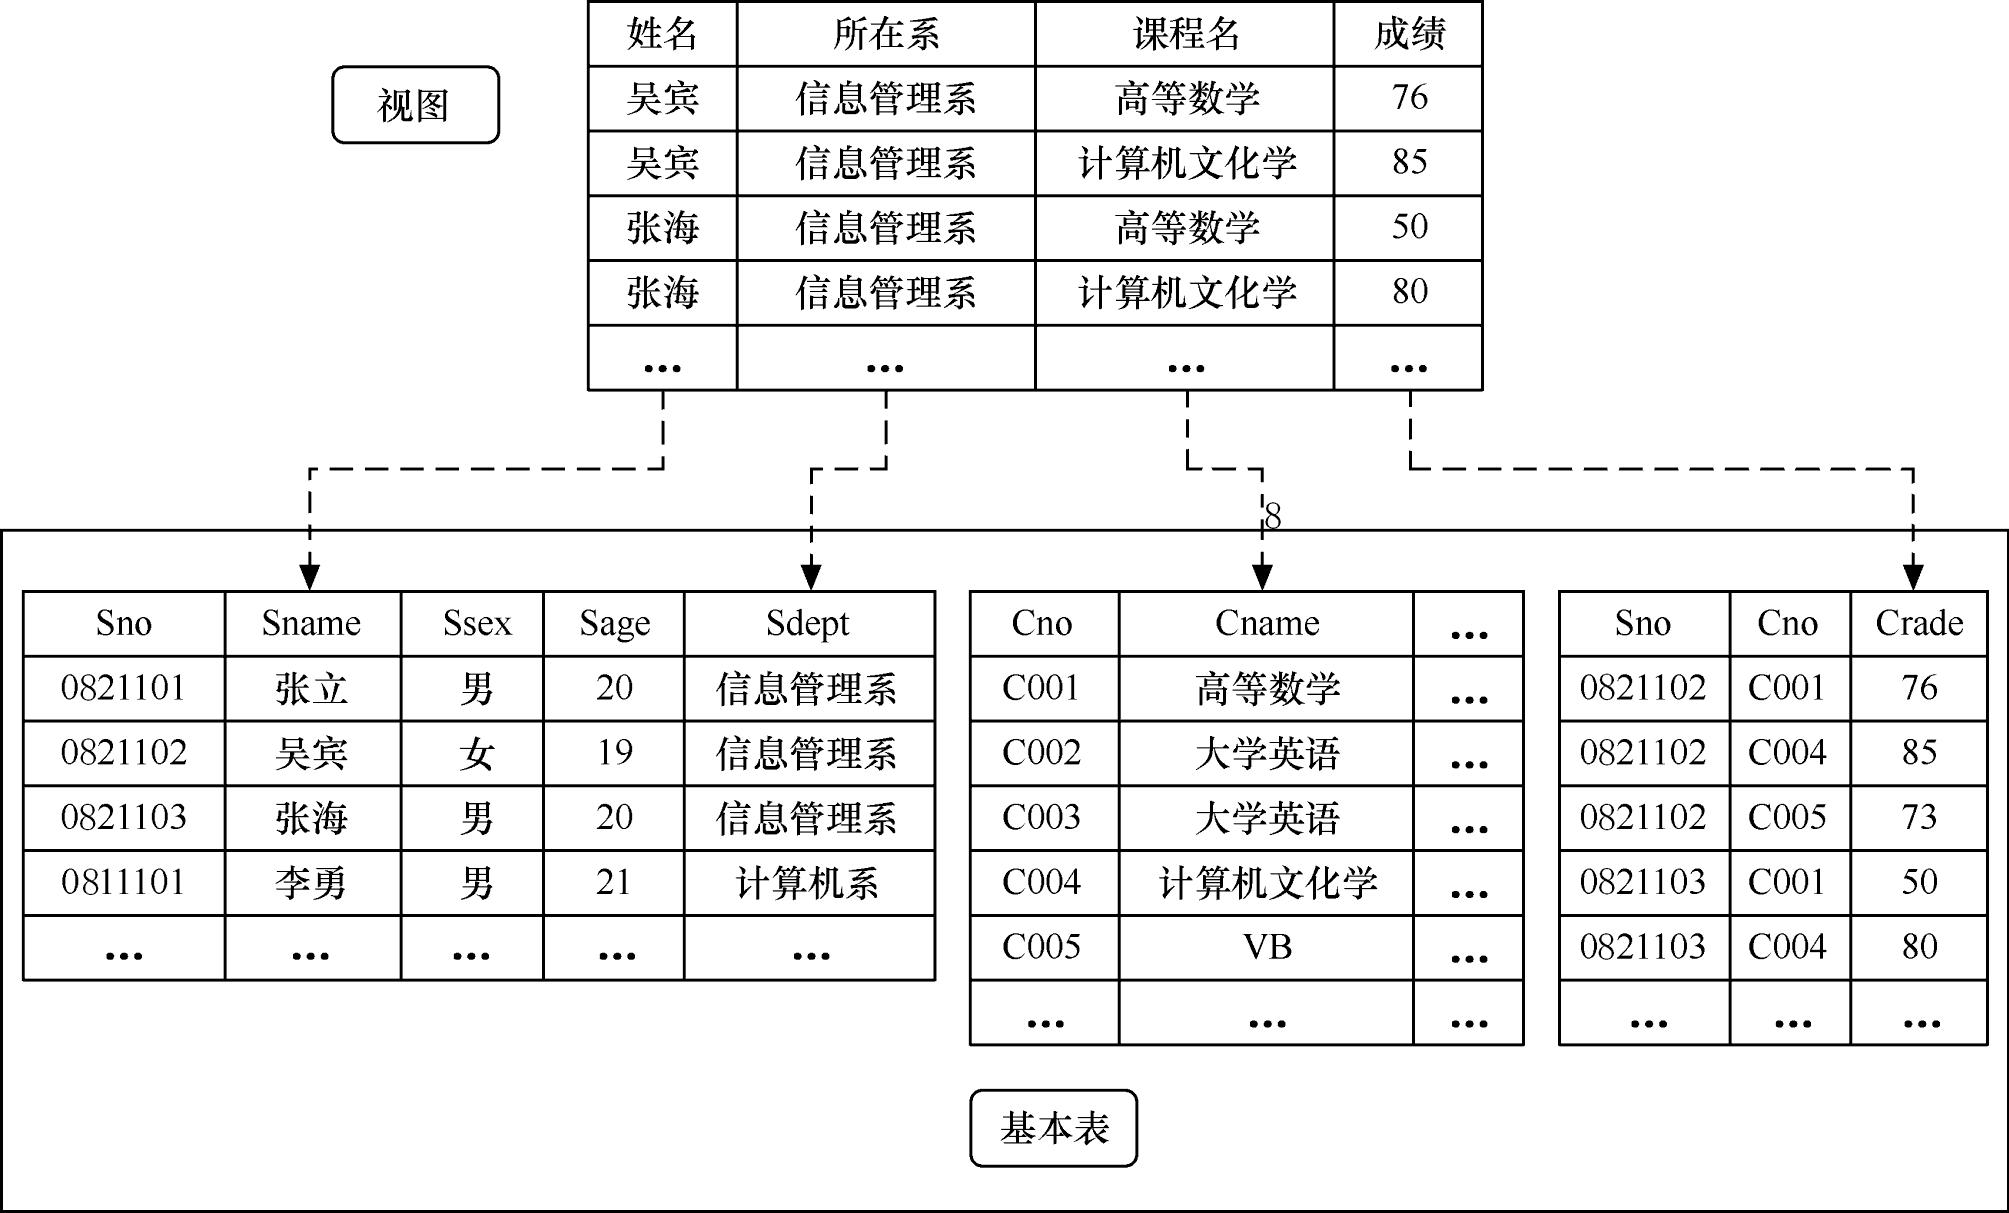 姓名 所在系 课程名 成绩
视图
吴宾 信息管理系 高等数学 76
吴宾 信息管理系 计算机文化学 85
张海 信息管理系 高等数学 50
张海 信息管理系 计算机文化学 80
... ... ... ...
8
Sno Sname Ssex Sage Sdept
0821101 张立 男 20 信息管理系
0821102 吴宾 女 19 信息管理系
0821103 张海 男 20 信息管理系
0811101 李勇 男 21 计算机系
... ... ... ... ...
Cno Cname ...
C001 高等数学 ...
C002 大学英语 ...
C003 大学英语 ...
C004 计算机文化学 ...
C005 VB ...
... ... ...
Sno Cno Crade
0821102 C001 76
0821102 C004 85
0821102 C005 73
0821103 C001 50
0821103 C004 80
... ... ...
基本表